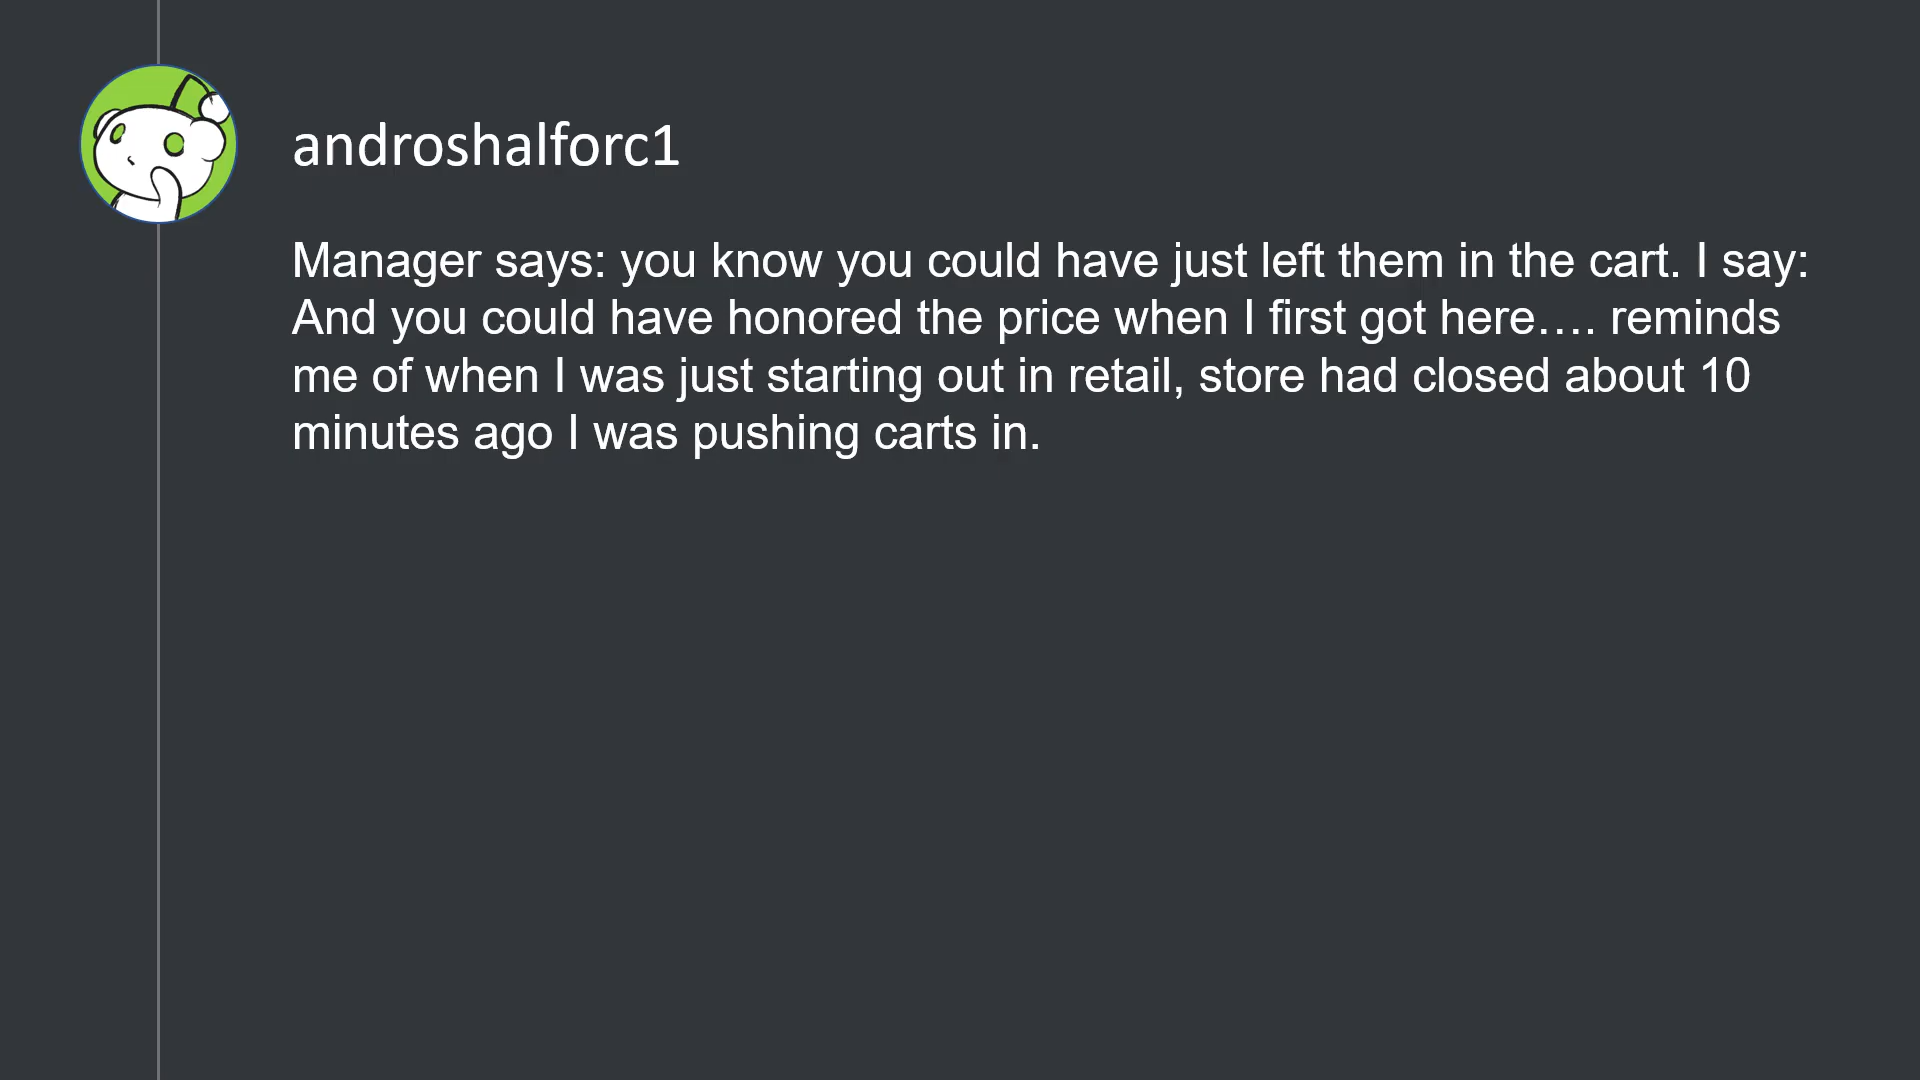 androshalforc1
Manager says: you know you could have just left them in the cart. I say:
And you could have honored the price when I first got here…. reminds
me of when I was just starting out in retail, store had closed about 10
minutes ago I was pushing carts in.